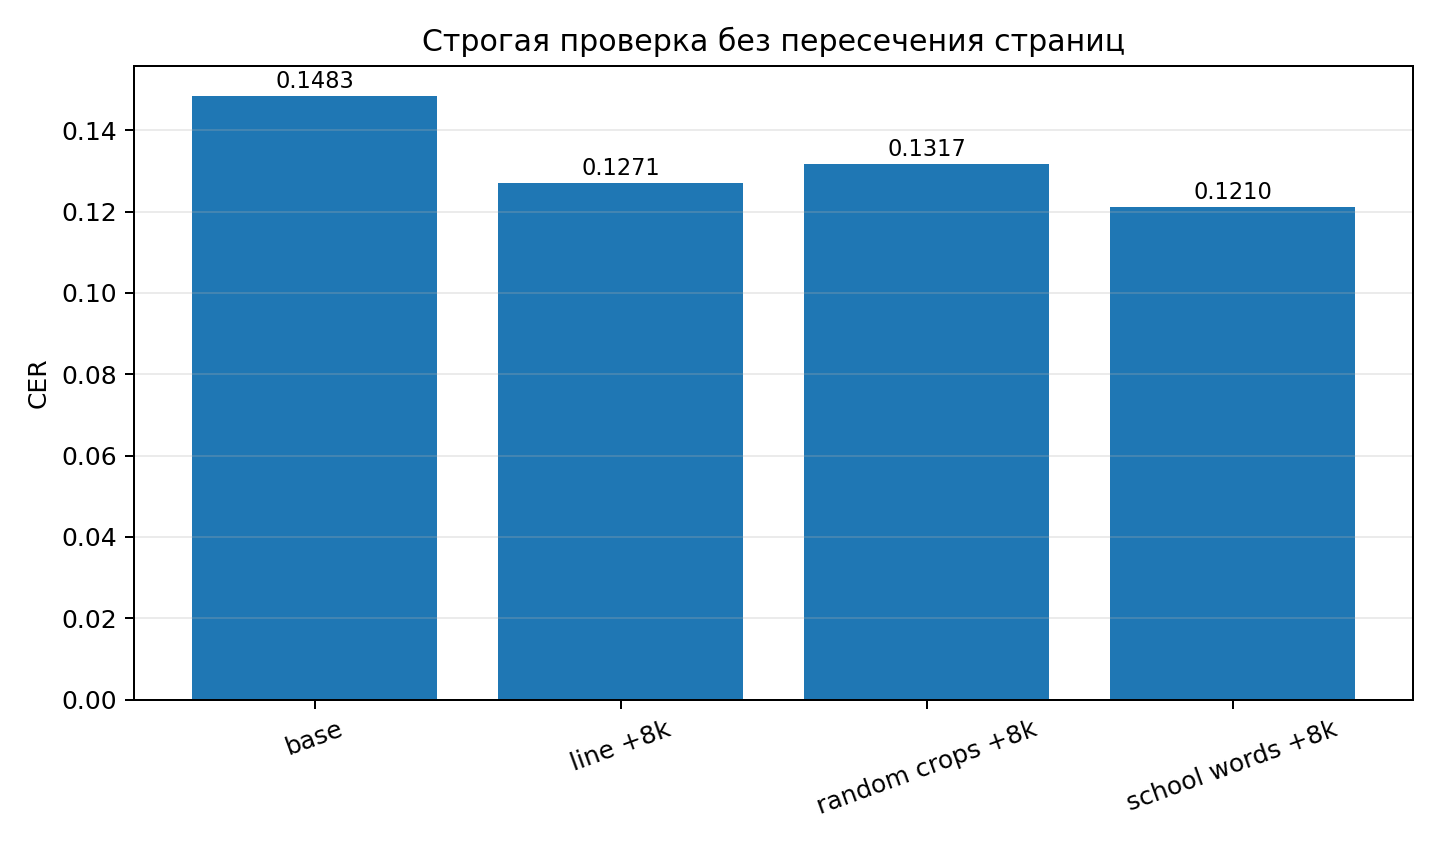 Строгая проверка без пересечения страниц
0.1483
0.1271
0.1317
0.1210
CER
0.14
0.12
0.10
0.08
0.06
0.04
0.02
0.00
base
line +8k
random crops +8k
school words +8k